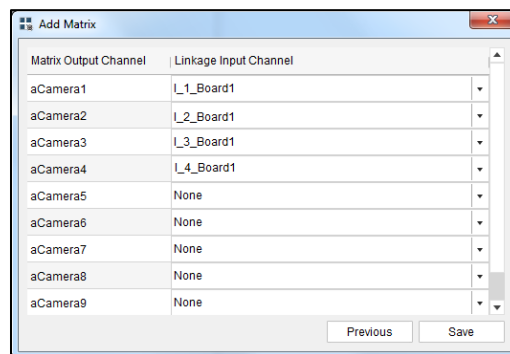 Add Matrix
Matrix Output Channel Linkage Input Channel
aCamera1 I_1_Board1
aCamera2 I_2_Board1
aCamera3 I_3_Board1
aCamera4 I_4_Board1
aCamera5 None
aCamera6 None
aCamera7 None
aCamera8 None
aCamera9 None
Previous Save